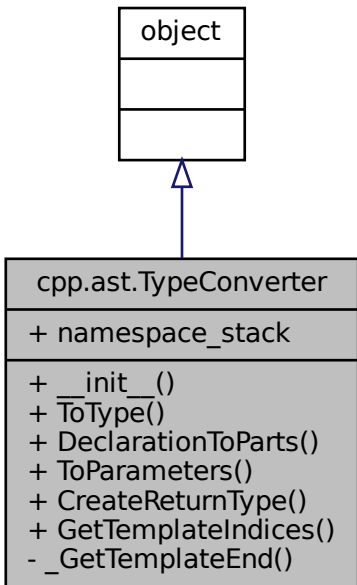 object
cpp.ast.TypeConverter
+ namespace_stack
+ __init__()
+ ToType()
+ DeclarationToParts()
+ ToParameters()
+ CreateReturnType()
+ GetTemplateIndices()
- _GetTemplateEnd()